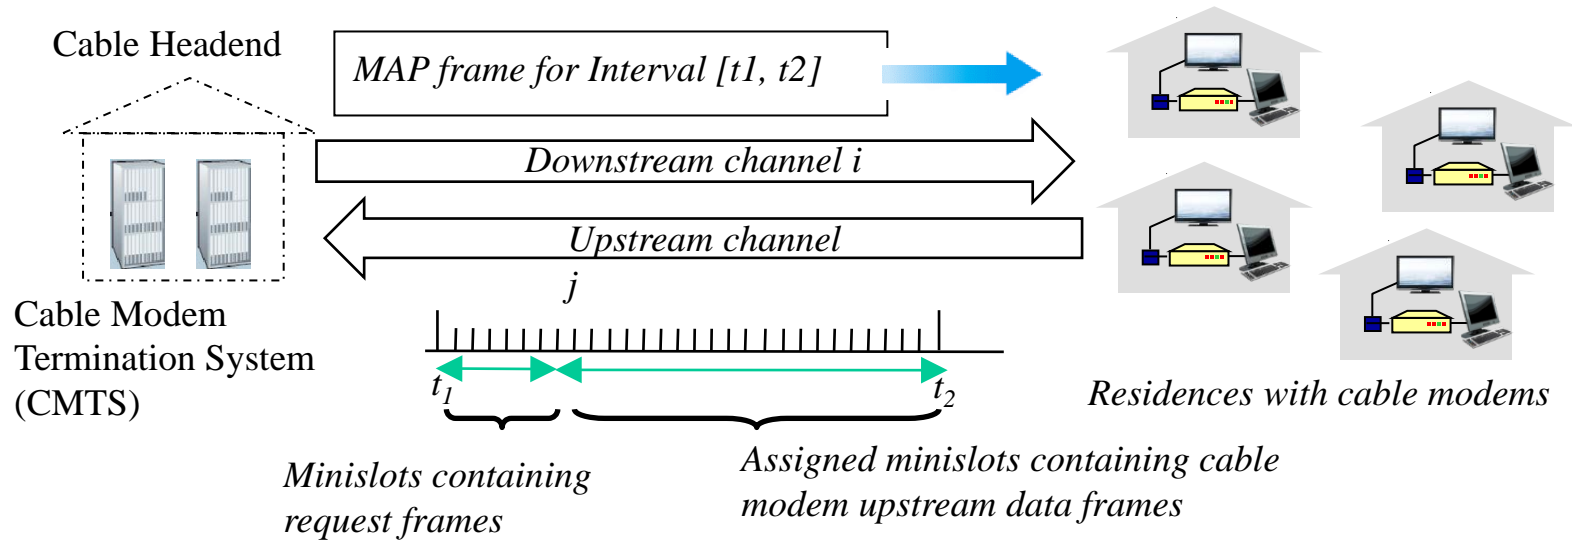 Cable Headend
MAP frame for Interval [t1, t2]
Downstream channel i
Upstream channel
j
t1
t2
Cable Modem
Termination System
(CMTS)
Residences with cable modems
Minislots containing
request frames
Assigned minislots containing cable
modem upstream data frames